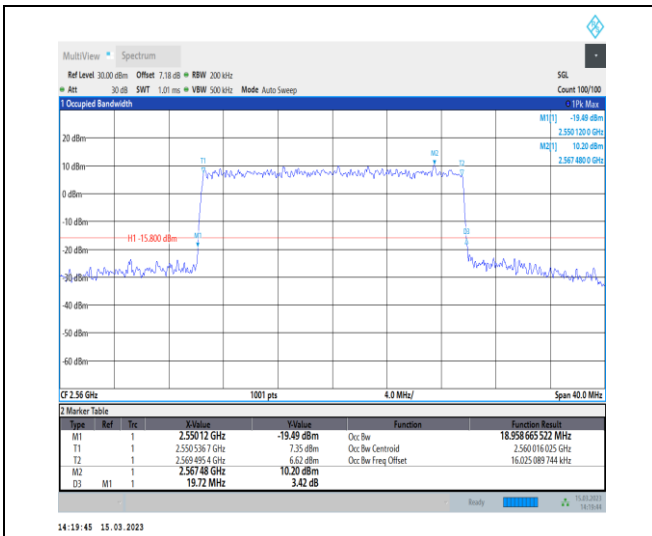 MultiView Spectrum
Ref Level 30.00 dBm Offset 7.18 dB RBW 200 kHz SGL
Att 30 dB SWT 1.01 ms VBW 500 kHz Mode Auto Sweep Count 100/100
1 Occupied Bandwidth 1Pk Max
M1[1] -19.49 dBm
2.550 120 0 GHz
M2[1] 10.20 dBm
2.567 480 0 GHz
20 dBm
10 dBm
0 dBm
-10 dBm
-20 dBm
-30 dBm
-40 dBm
-50 dBm
-60 dBm
T1
M2
T2
H1 -15.800 dBm
M1
D3
CF 2.56 GHz 1001 pts 4.0 MHz/ Span 40.0 MHz
2 Marker Table
Type Ref Trc X-Value Y-Value Function Function Result
M1 1 2.55012 GHz -19.49 dBm Occ Bw 18.958 665 522 MHz
T1 1 2.550 536 7 GHz 7.35 dBm Occ Bw Centroid 2.560 016 025 GHz
T2 1 2.569 495 4 GHz 6.62 dBm Occ Bw Freq Offset 16.025 089 744 kHz
M2 1 2.56748 GHz 10.20 dBm
D3 M1 1 19.72 MHz 3.42 dB
Ready 15.03.2023
14:19:44
14:19:45 15.03.2023